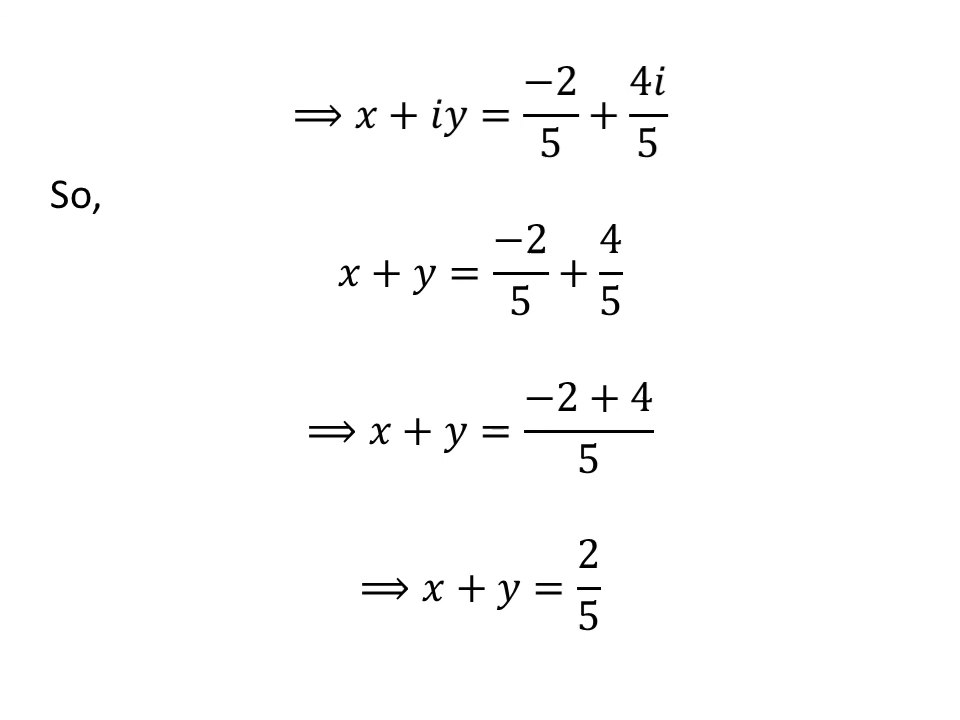 ⟹ x + iy = −2/5 + 4i/5
So,
x + y = −2/5 + 4/5
⟹ x + y = −2 + 4/5
⟹ x + y = 2/5